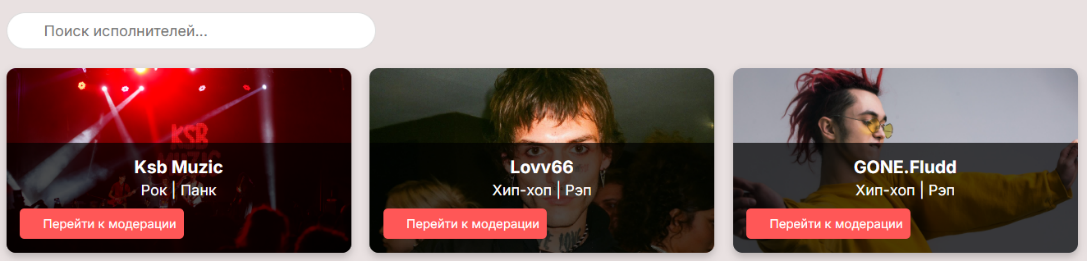 Поиск исполнителей...
KSB
Ksb Muzic
Рок | Панк
Перейти к модерации
Lovv66
Хип-хоп | Рэп
Перейти к модерации
GONE.Fludd
Хип-хоп | Рэп
Перейти к модерации